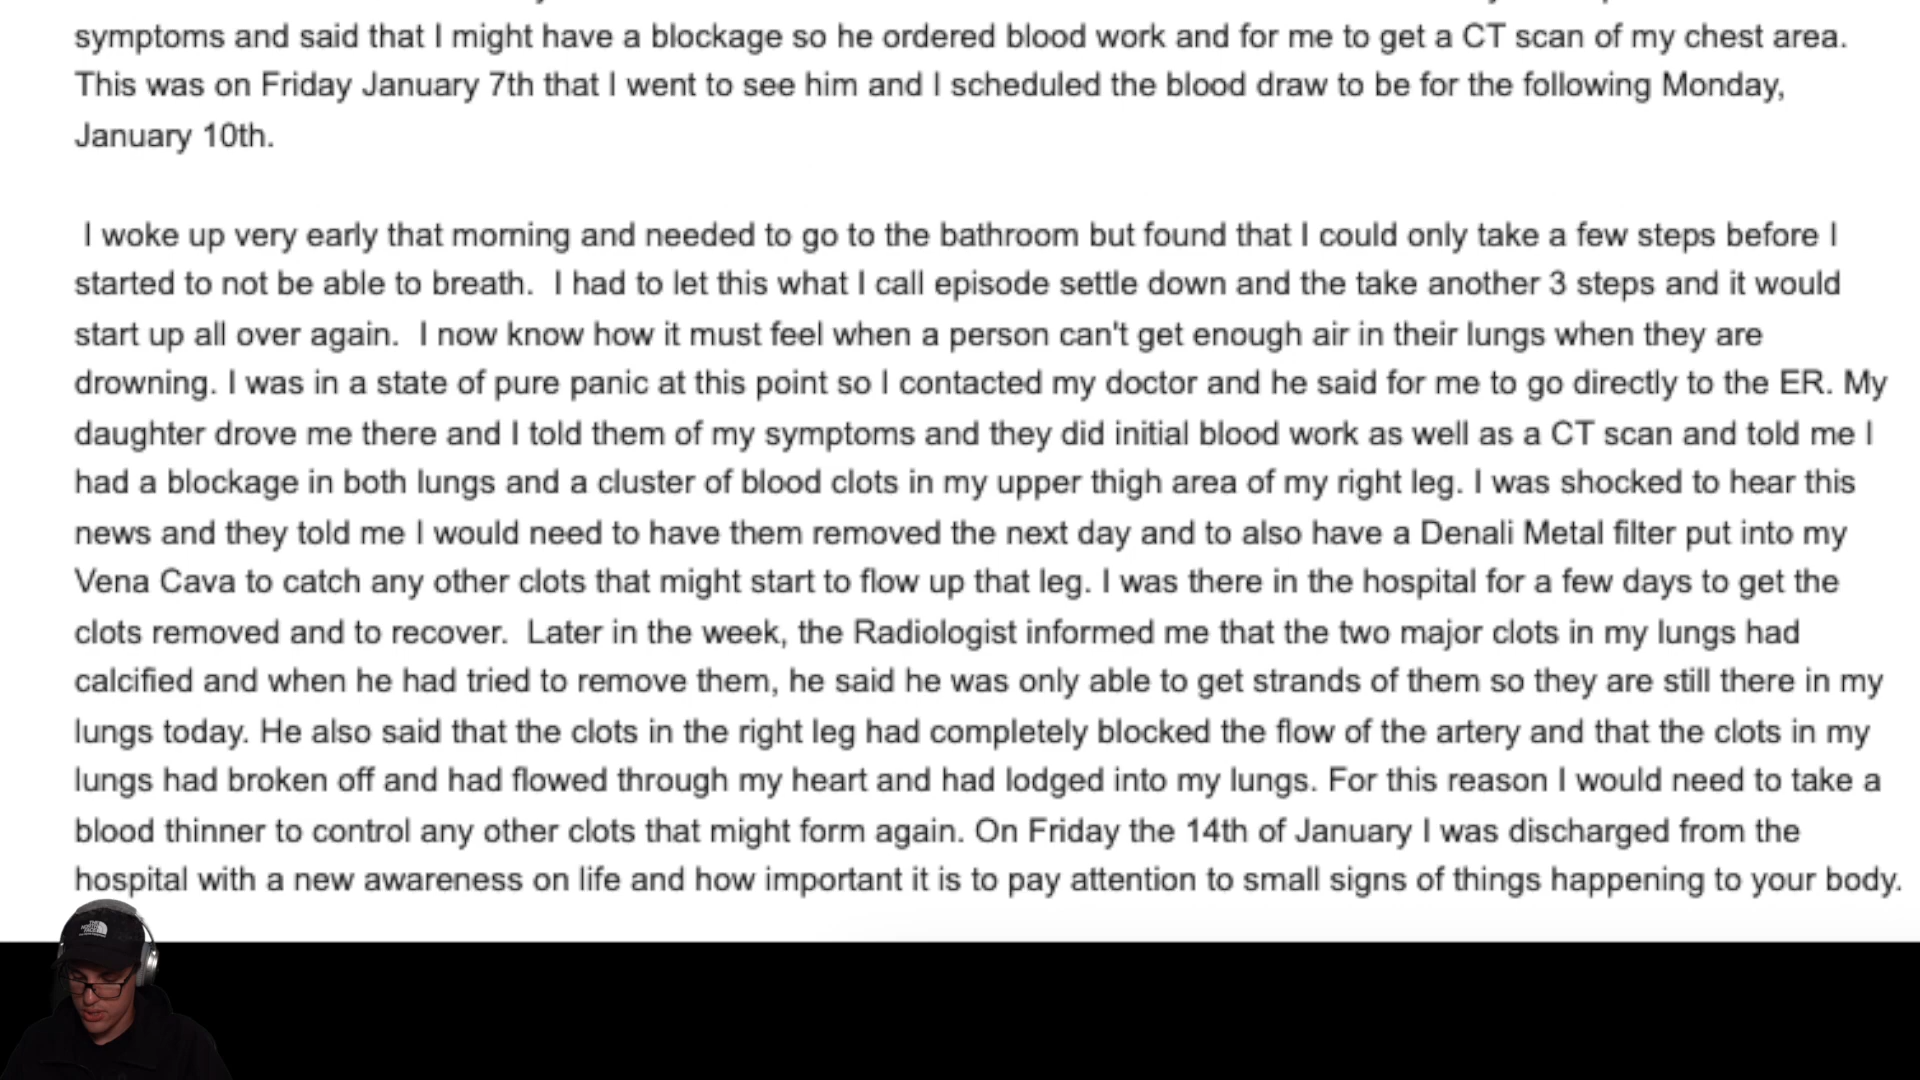 symptoms and said that I might have a blockage so he ordered blood work and for me to get a CT scan of my chest area.
This was on Friday January 7th that I went to see him and I scheduled the blood draw to be for the following Monday,
January 10th.
I woke up very early that morning and needed to go to the bathroom but found that I could only take a few steps before I
started to not be able to breath.  I had to let this what I call episode settle down and the take another 3 steps and it would
start up all over again.  I now know how it must feel when a person can't get enough air in their lungs when they are
drowning. I was in a state of pure panic at this point so I contacted my doctor and he said for me to go directly to the ER. My
daughter drove me there and I told them of my symptoms and they did initial blood work as well as a CT scan and told me I
had a blockage in both lungs and a cluster of blood clots in my upper thigh area of my right leg. I was shocked to hear this
news and they told me I would need to have them removed the next day and to also have a Denali Metal filter put into my
Vena Cava to catch any other clots that might start to flow up that leg. I was there in the hospital for a few days to get the
clots removed and to recover.  Later in the week, the Radiologist informed me that the two major clots in my lungs had
calcified and when he had tried to remove them, he said he was only able to get strands of them so they are still there in my
lungs today. He also said that the clots in the right leg had completely blocked the flow of the artery and that the clots in my
lungs had broken off and had flowed through my heart and had lodged into my lungs. For this reason I would need to take a
blood thinner to control any other clots that might form again. On Friday the 14th of January I was discharged from the
hospital with a new awareness on life and how important it is to pay attention to small signs of things happening to your body.
THE
NORTH
FACE